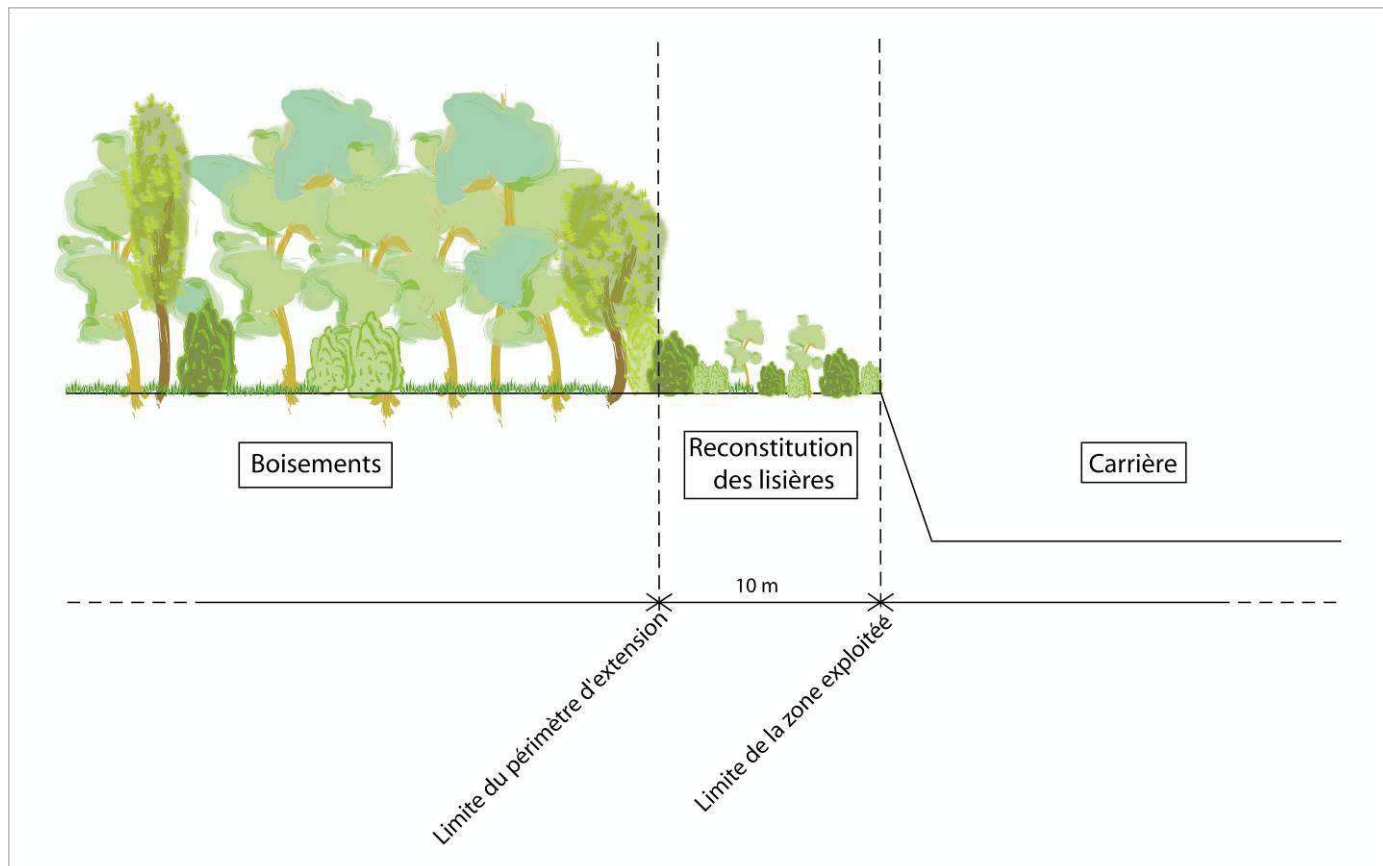 Boisements
Reconstitution
des lisières
Carrière
10 m
Limite du périmètre d'extension
Limite de la zone exploitée